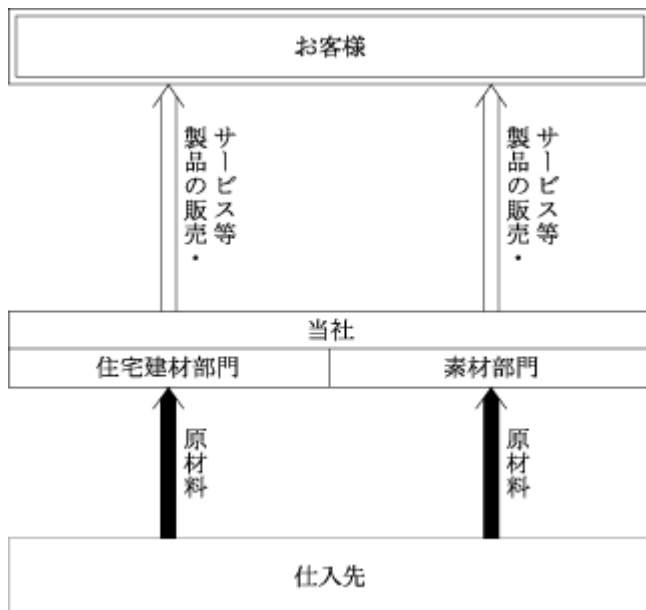 お客様
製品の販売・
サービス等
製品の販売・
サービス等
当社
住宅建材部門
素材部門
原材料
原材料
仕入先